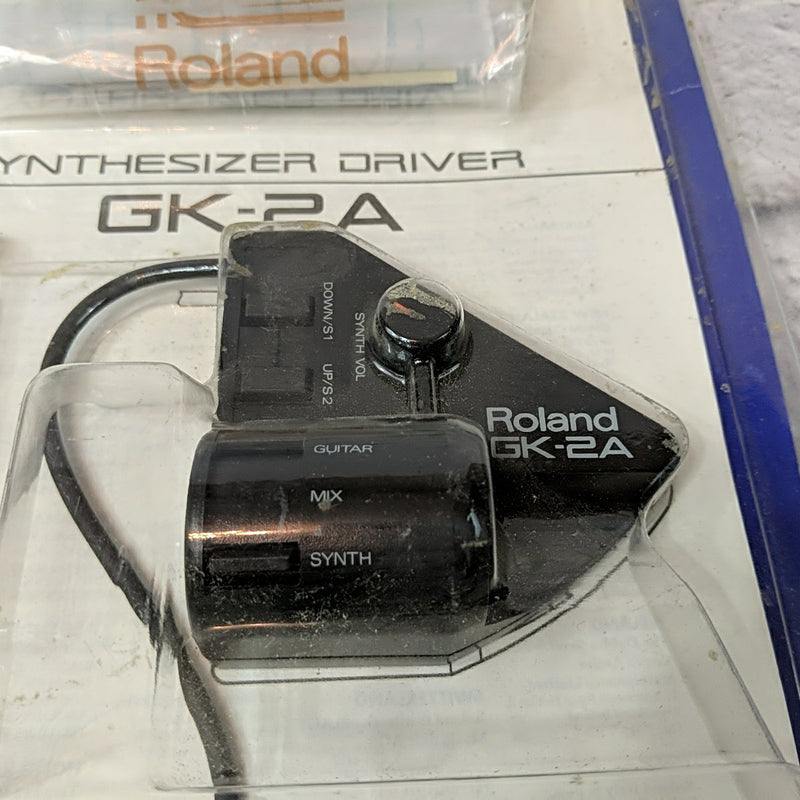 Roland
YNTHESIZER DRIVER
GK-2A
DOWN/S1
UP/S2
SYNTH VOL
Roland
GK-2A
GUITAR
MIX
SYNTH